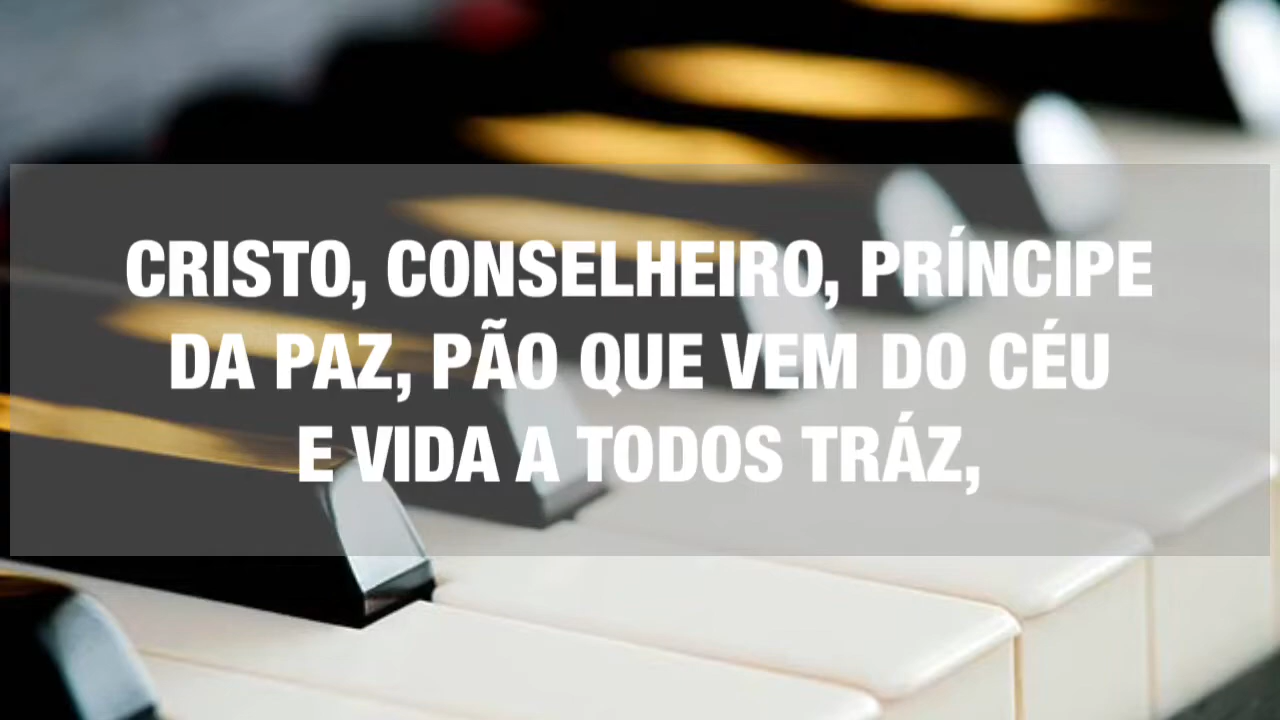 CRISTO, CONSELHEIRO, PRÍNCIPE
DA PAZ, PÃO QUE VEM DO CÉU
E VIDA A TODOS TRÁZ,